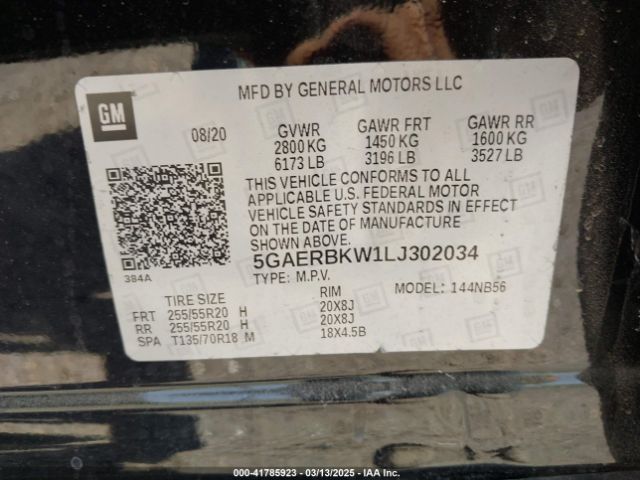 MFD BY GENERAL MOTORS LLC
GM
08/20
GVWR GAWR FRT GAWR RR
2800 KG 1450 KG 1600 KG
6173 LB 3196 LB 3527 LB
THIS VEHICLE CONFORMS TO ALL
APPLICABLE U.S. FEDERAL MOTOR
VEHICLE SAFETY STANDARDS IN EFFECT
ON THE DATE OF MANUFACTURE
SHOWN ABOVE.
384A
5GAERBKW1LJ302034
TYPE: M.P.V. MODEL: 144NB56
TIRE SIZE RIM
FRT 255/55R20 H 20X8J
RR 255/55R20 H 20X8J
SPA T135/70R18 M 18X4.5B
000-41785923 — 03/13/2025 — IAA Inc.